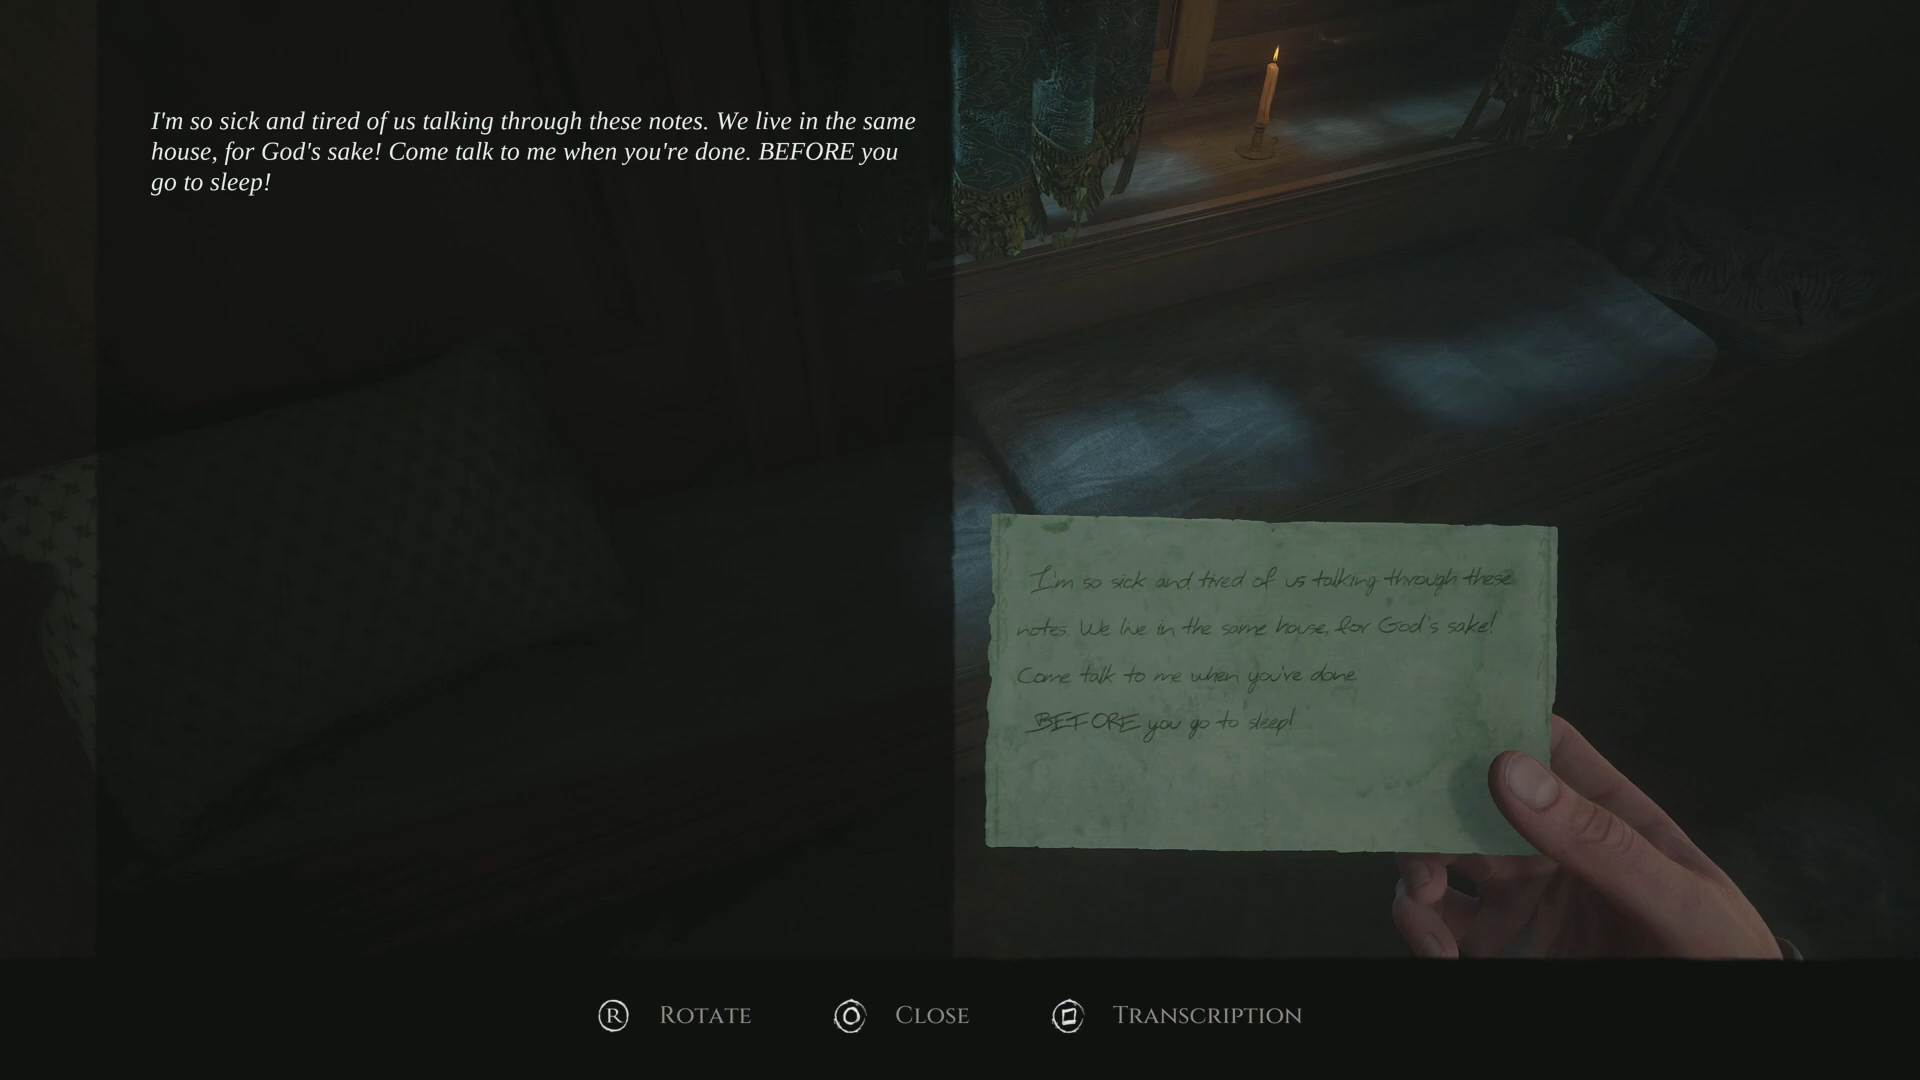 I'm so sick and tired of us talking through these notes. We live in the same
house, for God's sake! Come talk to me when you're done. BEFORE you
go to sleep!
I'm so sick and tired of us talking through these
notes. We live in the same house, for God's sake!
Come talk to me when you're done
BEFORE you go to sleep!
R ROTATE CLOSE TRANSCRIPTION